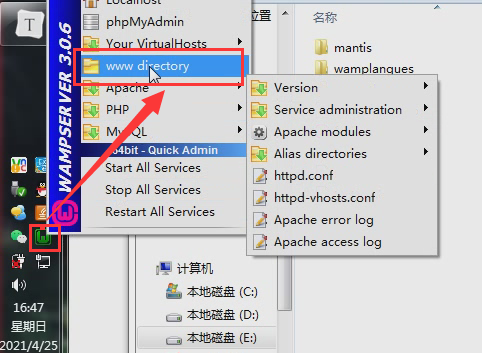 T
Localhost
phpMyAdmin
Your VirtualHosts
www directory
Apache
PHP
MySQL
64bit - Quick Admin
Start All Services
Stop All Services
Restart All Services
WAMPSERVER 3.0.6
Version
Service administration
Apache modules
Alias directories
httpd.conf
httpd-vhosts.conf
Apache error log
Apache access log
位置
名称
mantis
wamplangues
计算机
本地磁盘 (C:)
本地磁盘 (D:)
本地磁盘 (E:)
16:47
星期日
2021/4/25